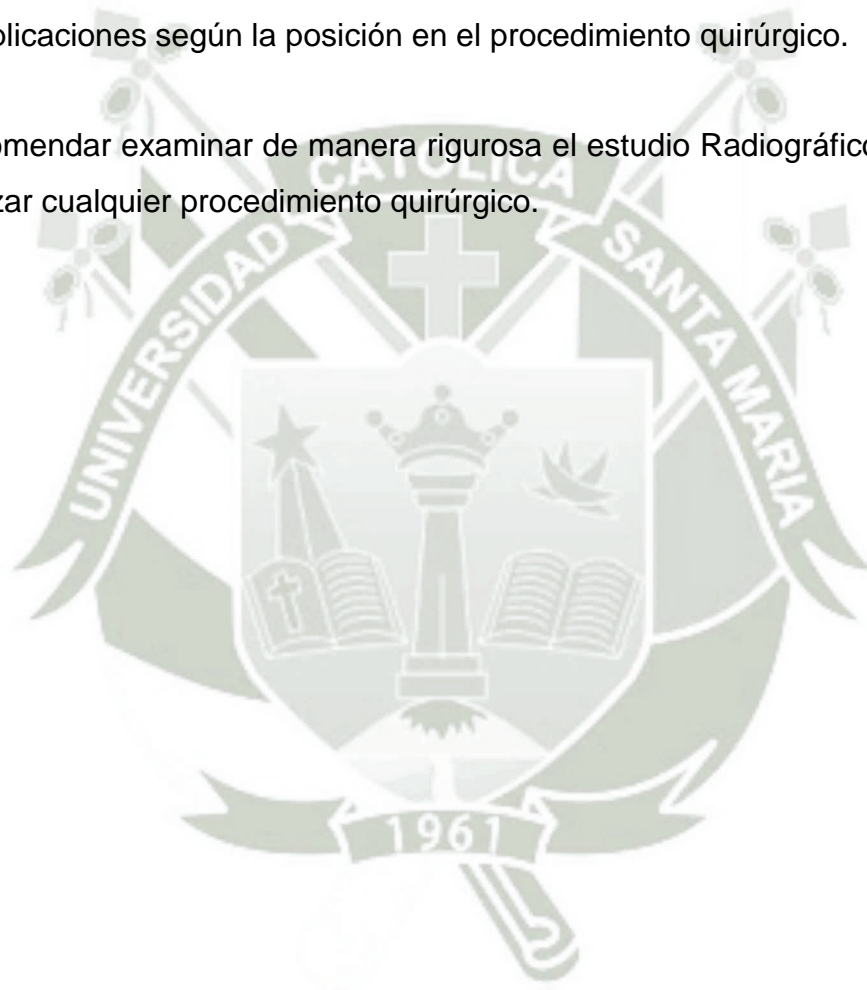 plicaciones según la posición en el procedimiento quirúrgico.
omendar examinar de manera rigurosa el estudio Radiográfico
zar cualquier procedimiento quirúrgico.
UNIVERSIDAD CATOLICA SANTA MARIA
1961